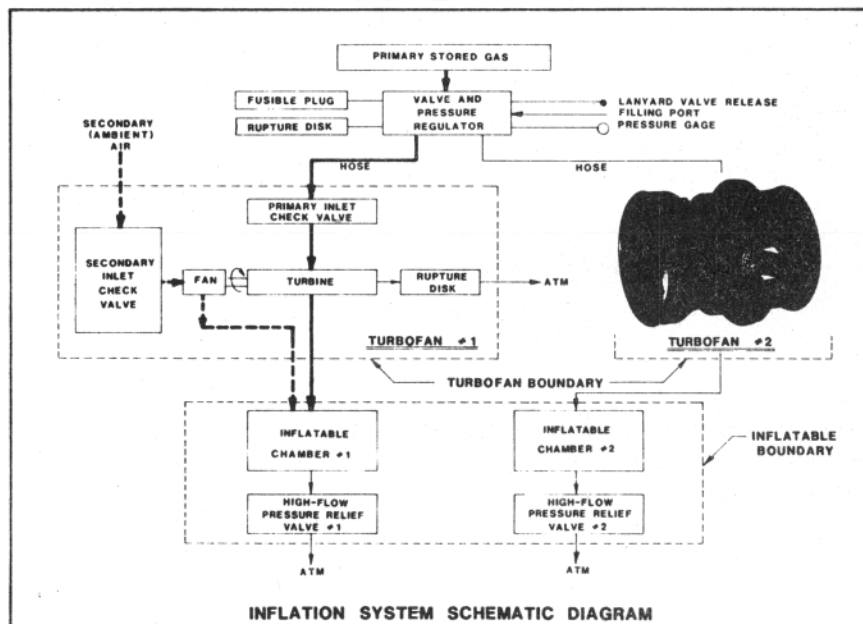 PRIMARY STORED GAS
FUSIBLE PLUG
RUPTURE DISK
VALVE AND
PRESSURE
REGULATOR
LANYARD VALVE RELEASE
FILLING PORT
PRESSURE GAGE
SECONDARY
(AMBIENT)
AIR
HOSE
HOSE
PRIMARY INLET
CHECK VALVE
SECONDARY
INLET
CHECK
VALVE
FAN
TURBINE
RUPTURE
DISK
ATM
TURBOFAN #1
TURBOFAN #2
TURBOFAN BOUNDARY
INFLATABLE
CHAMBER #1
INFLATABLE
CHAMBER #2
INFLATABLE
BOUNDARY
HIGH-FLOW
PRESSURE RELIEF
VALVE #1
HIGH-FLOW
PRESSURE RELIEF
VALVE #2
ATM
ATM
INFLATION SYSTEM SCHEMATIC DIAGRAM